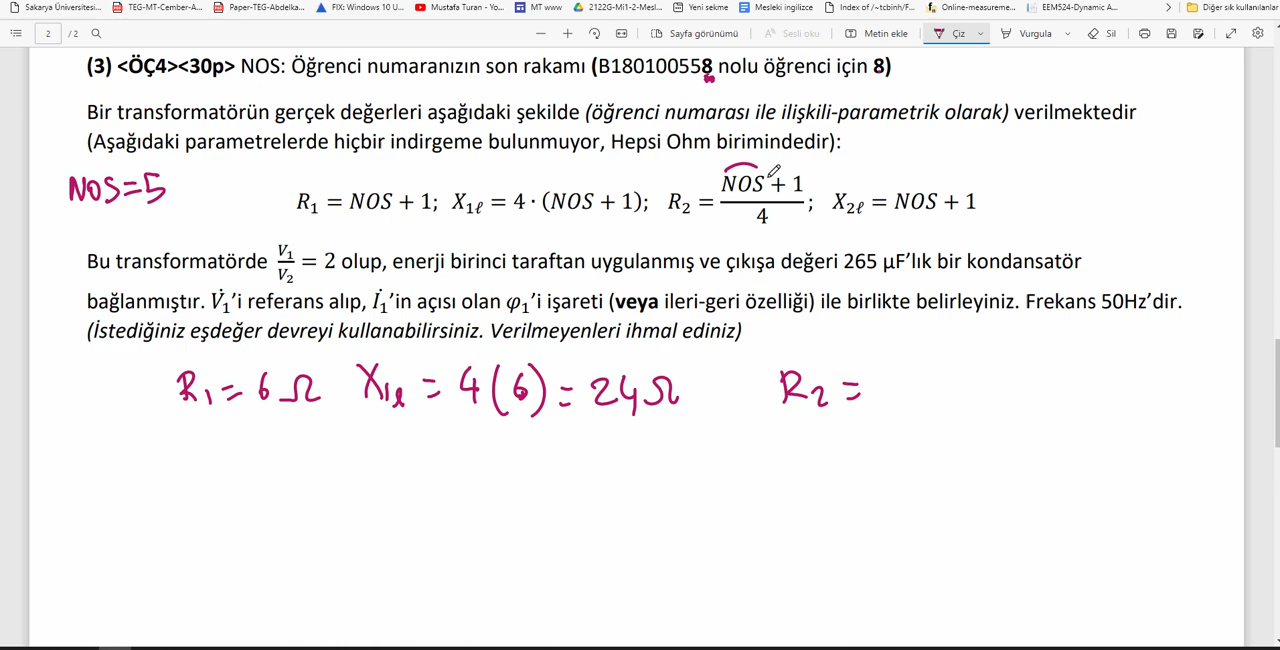 Sakarya Üniversitesi... TEG-MT-Cember-A... Paper-TEG-Abdelka... FIX: Windows 10 U... Mustafa Turan - Yo... MT www 2122G-Mi1-2-Mesl... Yeni sekme Mesleki ingilizce Index of /~tcbinh/F... Online-measureme... EEM524-Dynamic A... Diğer sık kullanılanlar
2 / 2 Sayfa görünümü Sesli oku Metin ekle Çiz Vurgula Sil
(3) <ÖÇ4><30p> NOS: Öğrenci numaranızın son rakamı (B180100558 nolu öğrenci için 8)
Bir transformatörün gerçek değerleri aşağıdaki şekilde (öğrenci numarası ile ilişkili-parametrik olarak) verilmektedir
(Aşağıdaki parametrelerde hiçbir indirgeme bulunmuyor, Hepsi Ohm birimindedir):
NOS=5
R₁ = NOS + 1; X₁ℓ = 4 · (NOS + 1); R₂ = (NOS + 1)/4; X₂ℓ = NOS + 1
Bu transformatörde V₁/V₂ = 2 olup, enerji birinci taraftan uygulanmış ve çıkışa değeri 265 µF’lık bir kondansatör
bağlanmıştır. V̇₁’i referans alıp, İ₁’in açısı olan φ₁’i işareti (veya ileri-geri özelliği) ile birlikte belirleyiniz. Frekans 50Hz’dir.
(İstediğiniz eşdeğer devreyi kullanabilirsiniz. Verilmeyenleri ihmal ediniz)
R₁ = 6 Ω X₁ℓ = 4(6) = 24Ω R₂ =